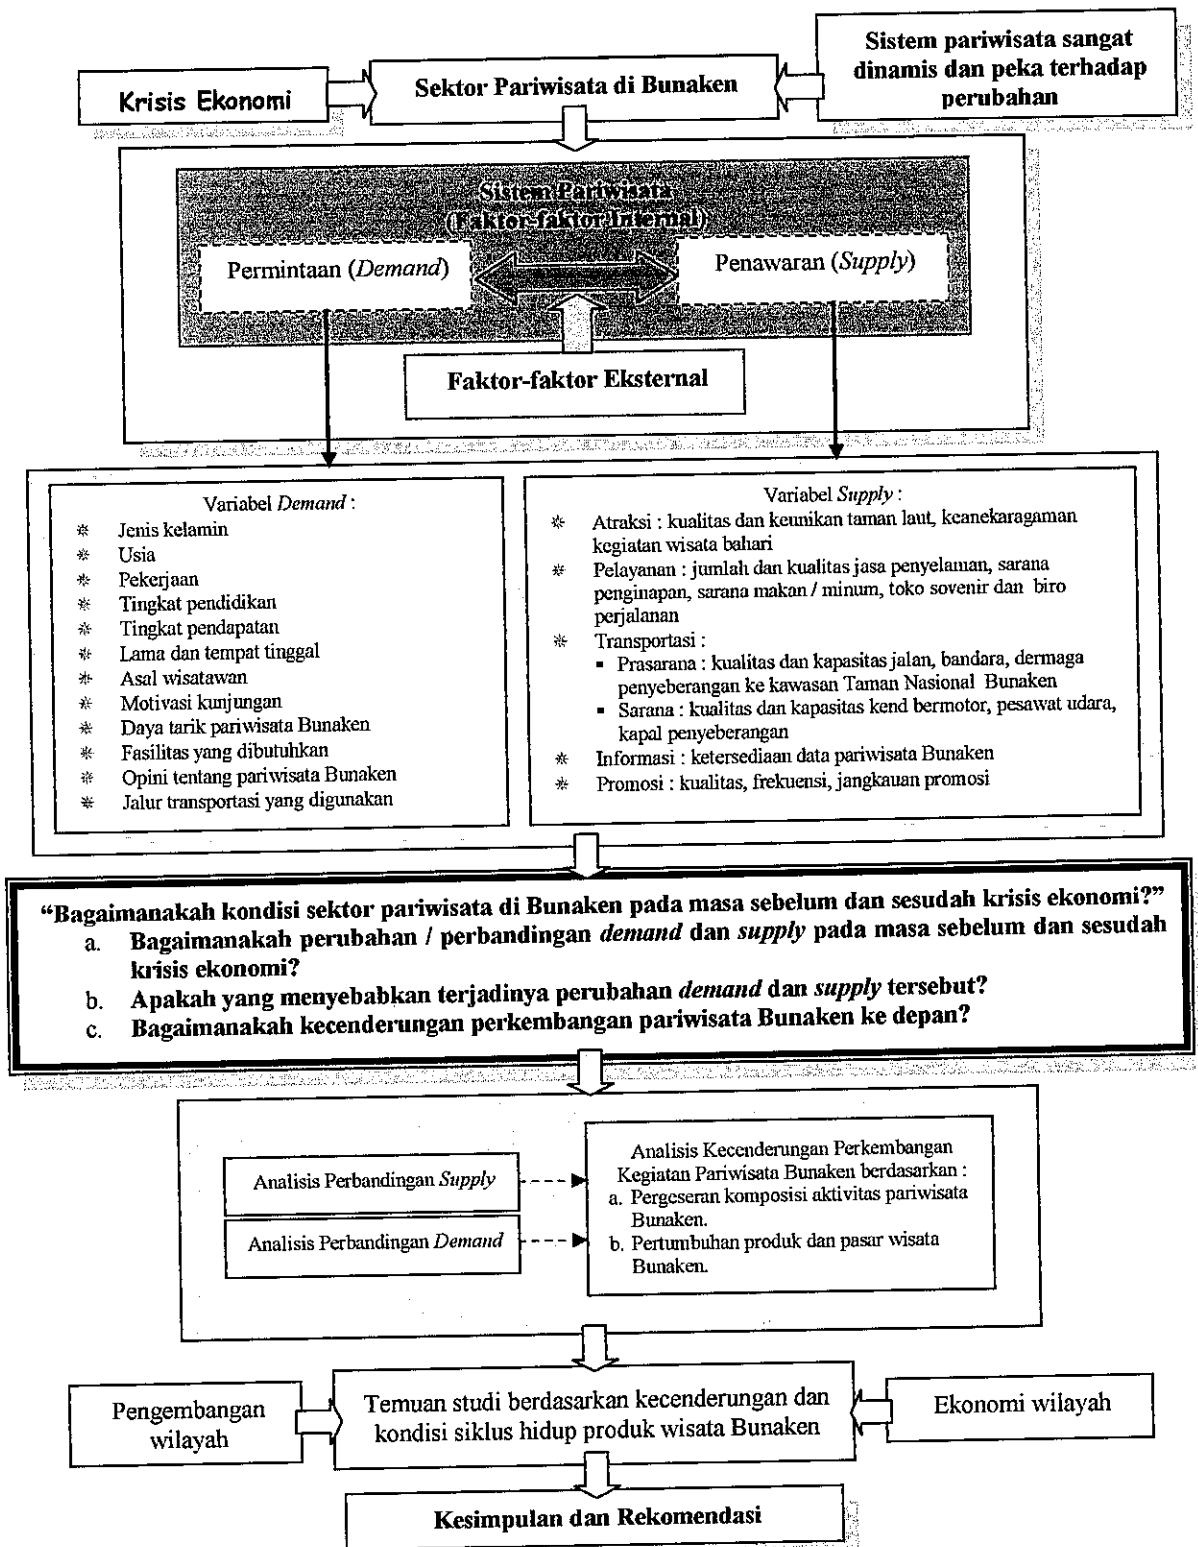 Krisis Ekonomi
Sektor Pariwisata di Bunaken
Sistem pariwisata sangat
dinamis dan peka terhadap
perubahan
Sistem Pariwisata
(Faktor-faktor Internal)
Permintaan (Demand)
Penawaran (Supply)
Faktor-faktor Eksternal
Variabel Demand :
Jenis kelamin
Usia
Pekerjaan
Tingkat pendidikan
Tingkat pendapatan
Lama dan tempat tinggal
Asal wisatawan
Motivasi kunjungan
Daya tarik pariwisata Bunaken
Fasilitas yang dibutuhkan
Opini tentang pariwisata Bunaken
Jalur transportasi yang digunakan
Variabel Supply :
Atraksi : kualitas dan keunikan taman laut, keanekaragaman
kegiatan wisata bahari
Pelayanan : jumlah dan kualitas jasa penyelaman, sarana
penginapan, sarana makan / minum, toko sovenir dan biro
perjalanan
Transportasi :
▪ Prasarana : kualitas dan kapasitas jalan, bandara, dermaga
penyeberangan ke kawasan Taman Nasional Bunaken
▪ Sarana : kualitas dan kapasitas kend bermotor, pesawat udara,
kapal penyeberangan
Informasi : ketersediaan data pariwisata Bunaken
Promosi : kualitas, frekuensi, jangkauan promosi
“Bagaimanakah kondisi sektor pariwisata di Bunaken pada masa sebelum dan sesudah krisis ekonomi?”
a. Bagaimanakah perubahan / perbandingan demand dan supply pada masa sebelum dan sesudah
krisis ekonomi?
b. Apakah yang menyebabkan terjadinya perubahan demand dan supply tersebut?
c. Bagaimanakah kecenderungan perkembangan pariwisata Bunaken ke depan?
Analisis Perbandingan Supply
Analisis Perbandingan Demand
Analisis Kecenderungan Perkembangan
Kegiatan Pariwisata Bunaken berdasarkan :
a. Pergeseran komposisi aktivitas pariwisata
Bunaken.
b. Pertumbuhan produk dan pasar wisata
Bunaken.
Pengembangan
wilayah
Temuan studi berdasarkan kecenderungan dan
kondisi siklus hidup produk wisata Bunaken
Ekonomi wilayah
Kesimpulan dan Rekomendasi